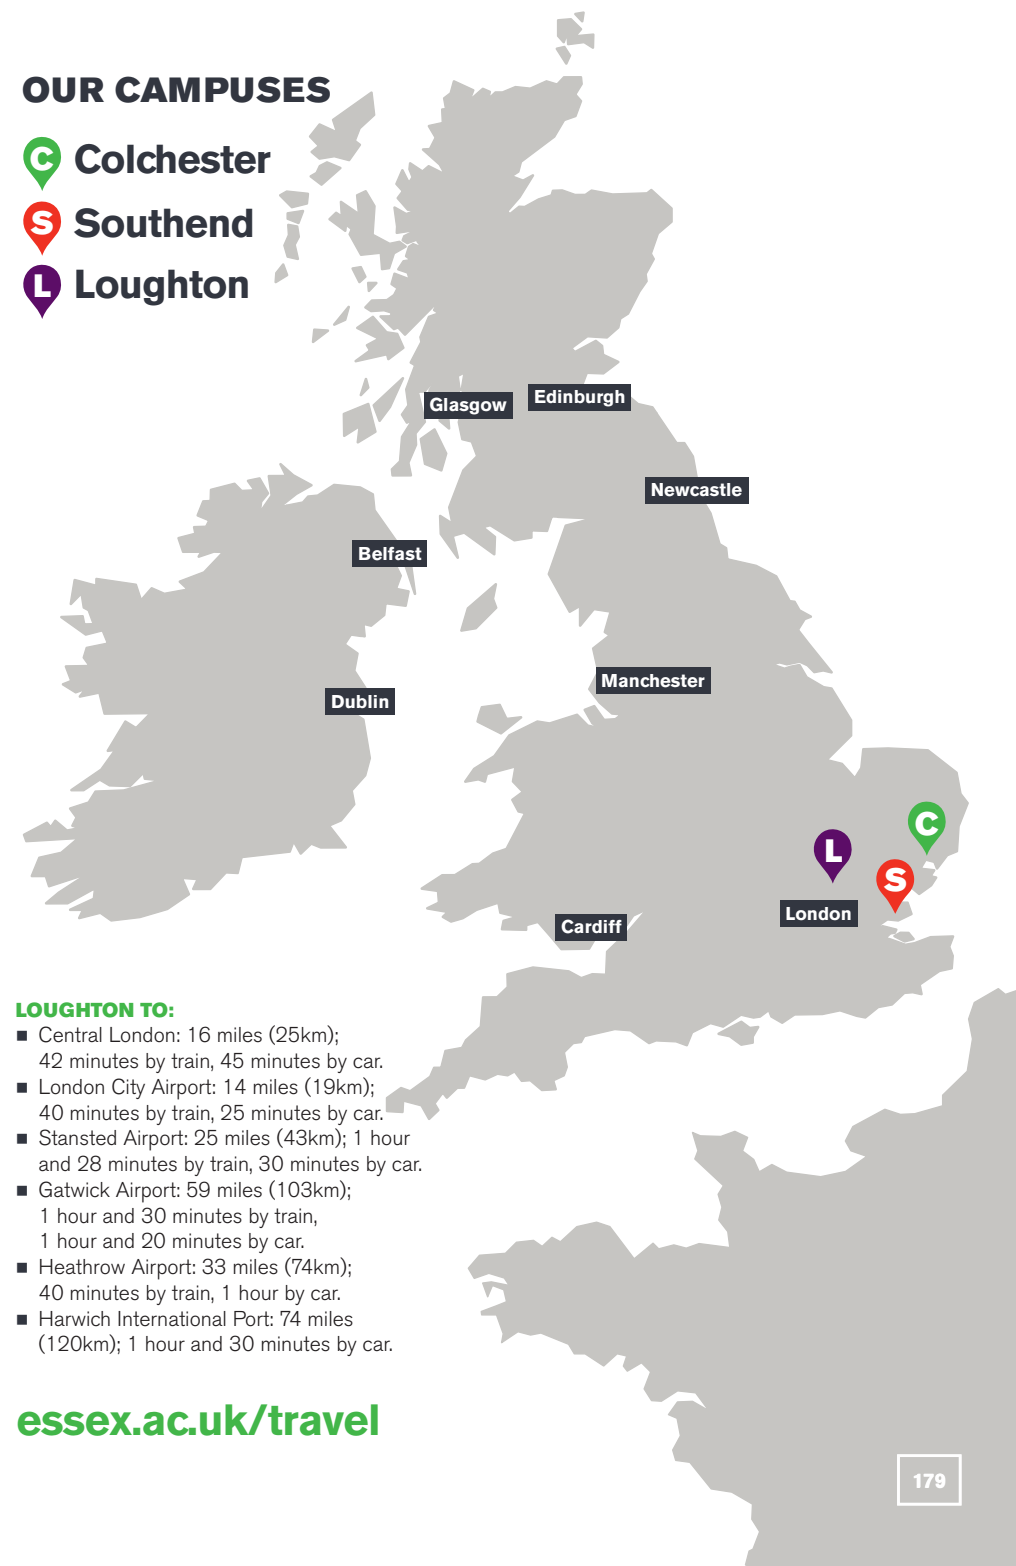 OUR CAMPUSES
C Colchester
S Southend
L Loughton
Glasgow
Edinburgh
Newcastle
Belfast
Manchester
Dublin
C
L
S
London
Cardiff
LOUGHTON TO:
■ Central London: 16 miles (25km);
42 minutes by train, 45 minutes by car.
■ London City Airport: 14 miles (19km);
40 minutes by train, 25 minutes by car.
■ Stansted Airport: 25 miles (43km); 1 hour
and 28 minutes by train, 30 minutes by car.
■ Gatwick Airport: 59 miles (103km);
1 hour and 30 minutes by train,
1 hour and 20 minutes by car.
■ Heathrow Airport: 33 miles (74km);
40 minutes by train, 1 hour by car.
■ Harwich International Port: 74 miles
(120km); 1 hour and 30 minutes by car.
essex.ac.uk/travel
179